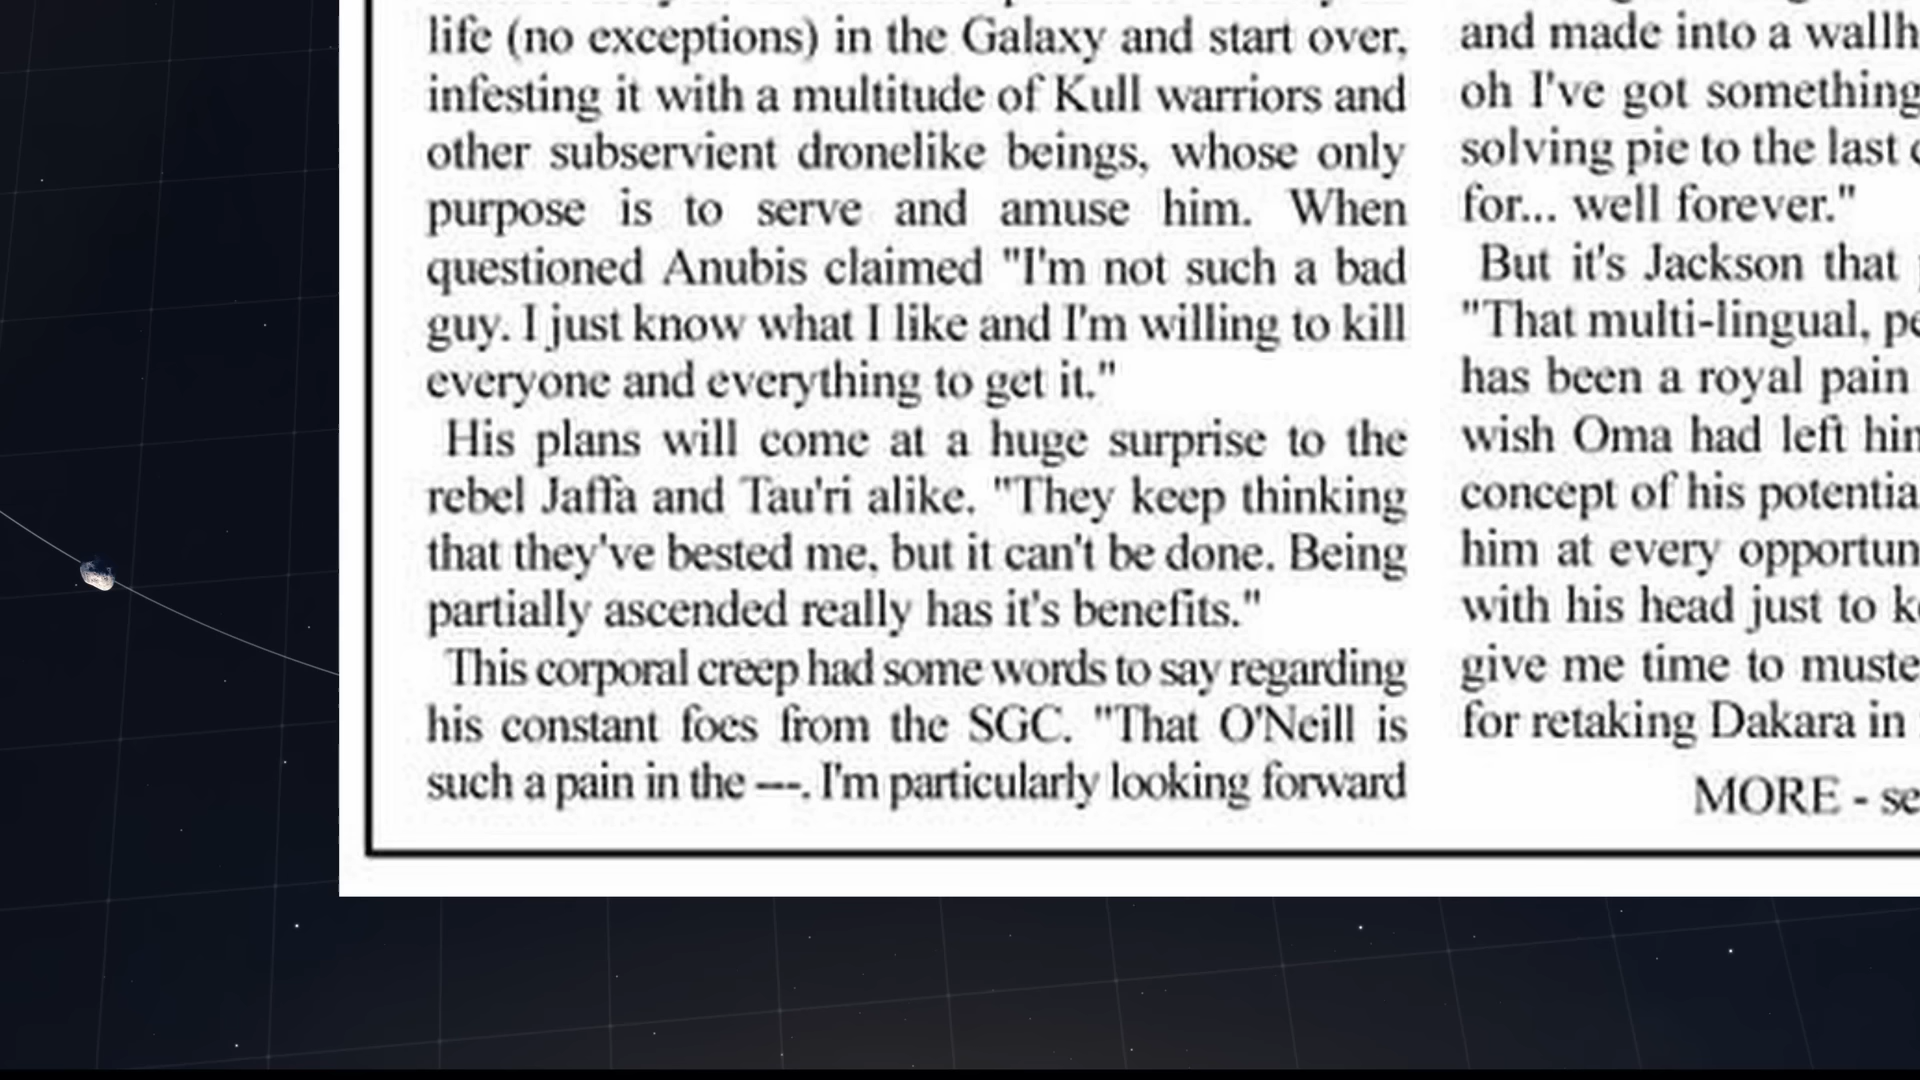 life (no exceptions) in the Galaxy and start over,
infesting it with a multitude of Kull warriors and
other subservient dronelike beings, whose only
purpose is to serve and amuse him. When
questioned Anubis claimed "I'm not such a bad
guy. I just know what I like and I'm willing to kill
everyone and everything to get it."
His plans will come at a huge surprise to the
rebel Jaffa and Tau'ri alike. "They keep thinking
that they've bested me, but it can't be done. Being
partially ascended really has it's benefits."
This corporal creep had some words to say regarding
his constant foes from the SGC. "That O'Neill is
such a pain in the ---. I'm particularly looking forward
and made into a wallh
oh I've got something
solving pie to the last
for... well forever."
But it's Jackson that
"That multi-lingual, pe
has been a royal pain
wish Oma had left him
concept of his potentia
him at every opportun
with his head just to k
give me time to muste
for retaking Dakara in
MORE - se